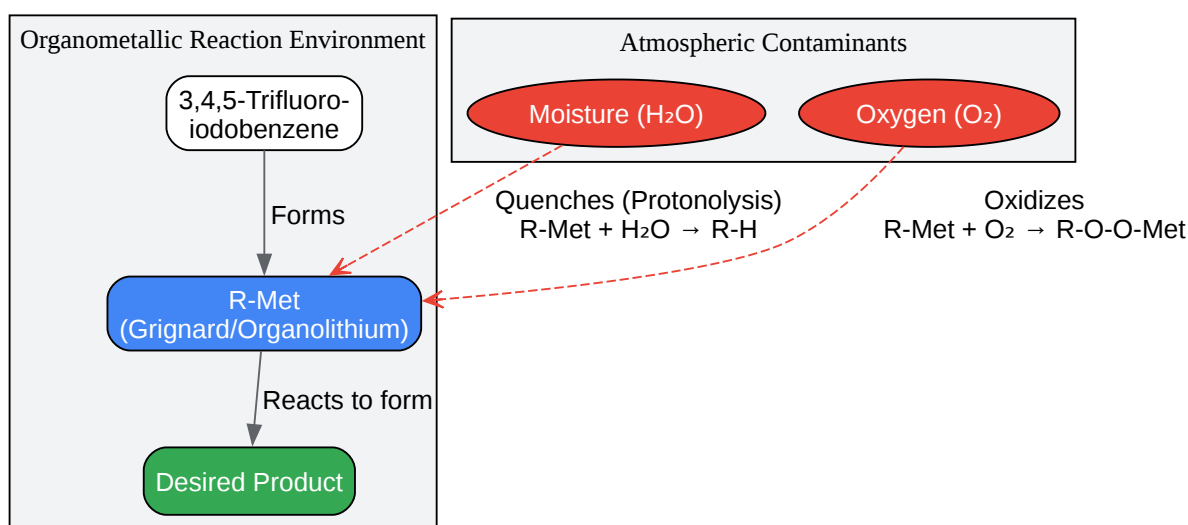 Organometallic Reaction Environment
3,4,5-Trifluoro-
iodobenzene
Forms
R-Met
(Grignard/Organolithium)
Reacts to form
Desired Product
Atmospheric Contaminants
Moisture (H₂O)
Oxygen (O₂)
Quenches (Protonolysis)
R-Met + H₂O → R-H
Oxidizes
R-Met + O₂ → R-O-O-Met